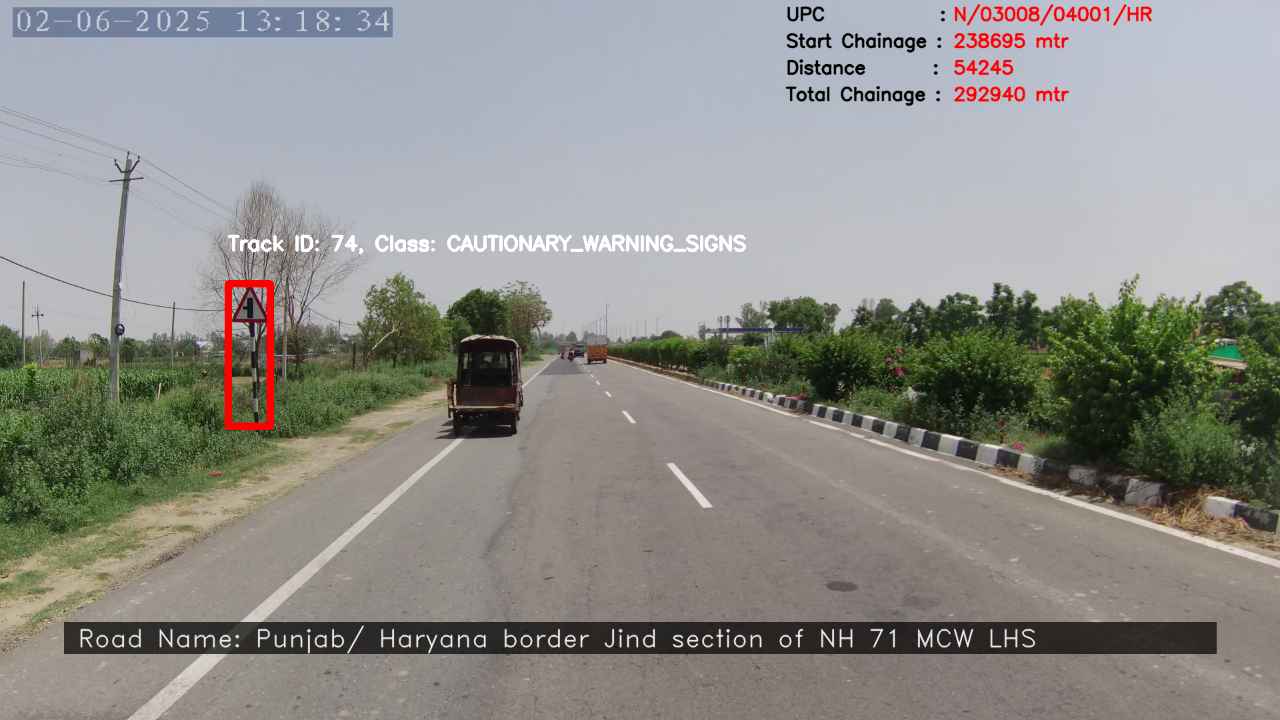 02-06-2025 13:18:34
UPC : N/03008/04001/HR
Start Chainage : 238695 mtr
Distance : 54245
Total Chainage : 292940 mtr
Track ID: 74, Class: CAUTIONARY_WARNING_SIGNS
Road Name: Punjab/ Haryana border Jind section of NH 71 MCW LHS